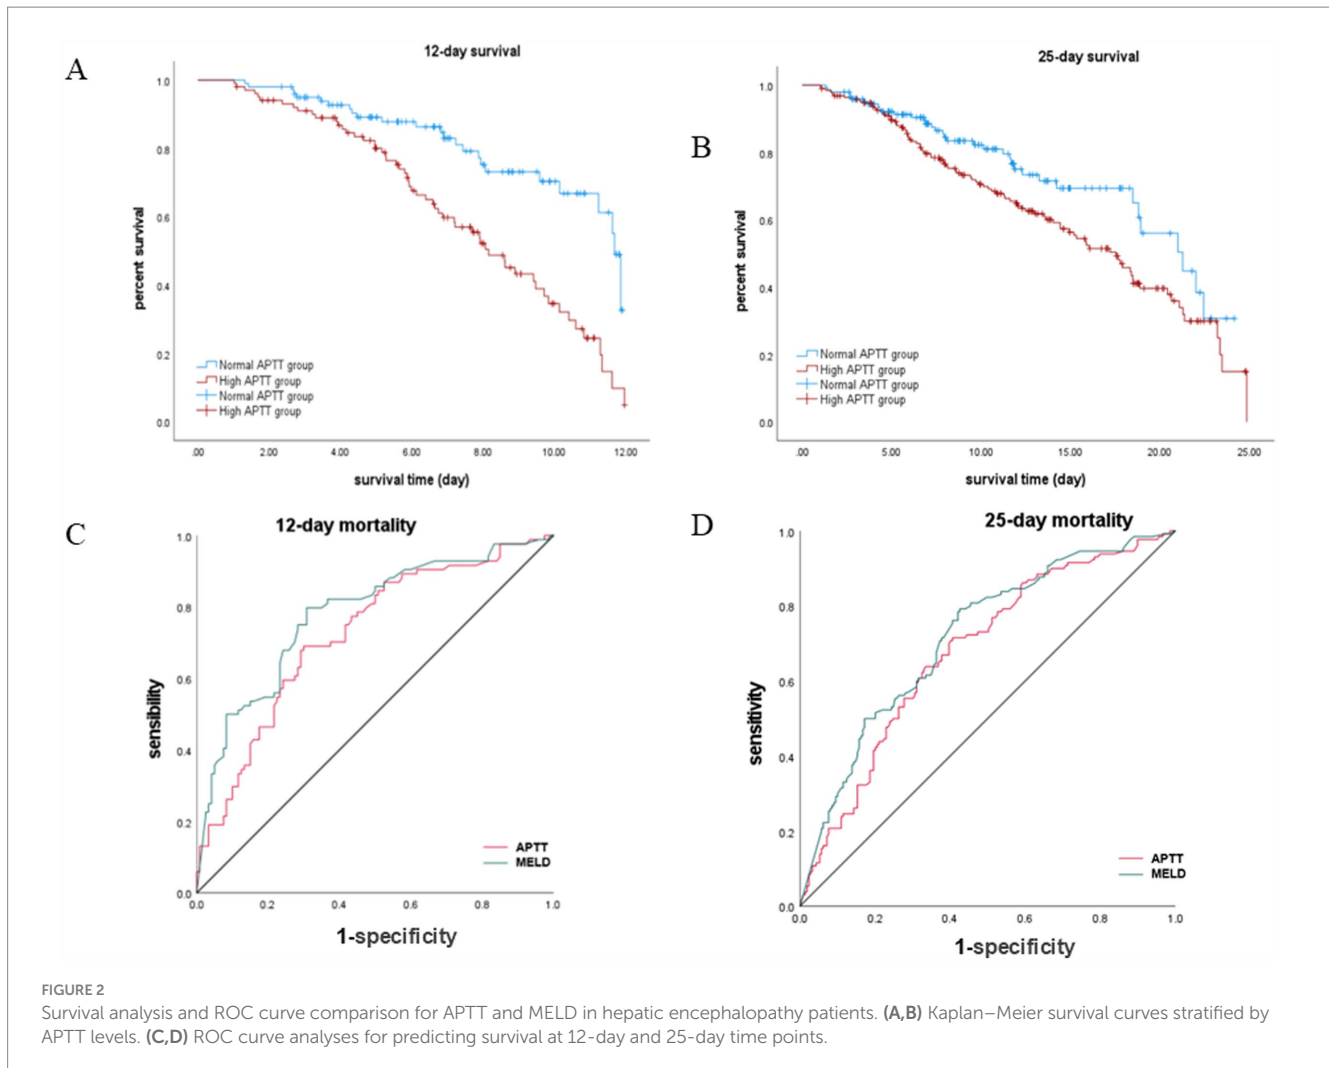 A
12-day survival
percent survival
1.0
0.8
0.6
0.4
0.2
0.0
Normal APTT group
High APTT group
Normal APTT group
High APTT group
.00 2.00 4.00 6.00 8.00 10.00 12.00
survival time (day)
B
25-day survival
percent survival
1.0
0.8
0.6
0.4
0.2
0.0
Normal APTT group
High APTT group
Normal APTT group
High APTT group
.00 5.00 10.00 15.00 20.00 25.00
survival time (day)
C
12-day mortality
sensibility
1.0
0.8
0.6
0.4
0.2
0.0
APTT
MELD
0.0 0.2 0.4 0.6 0.8 1.0
1-specificity
D
25-day mortality
sensitivity
1.0
0.8
0.6
0.4
0.2
0.0
APTT
MELD
0.0 0.2 0.4 0.6 0.8 1.0
1-specificity
FIGURE 2
Survival analysis and ROC curve comparison for APTT and MELD in hepatic encephalopathy patients. (A,B) Kaplan–Meier survival curves stratified by
APTT levels. (C,D) ROC curve analyses for predicting survival at 12-day and 25-day time points.